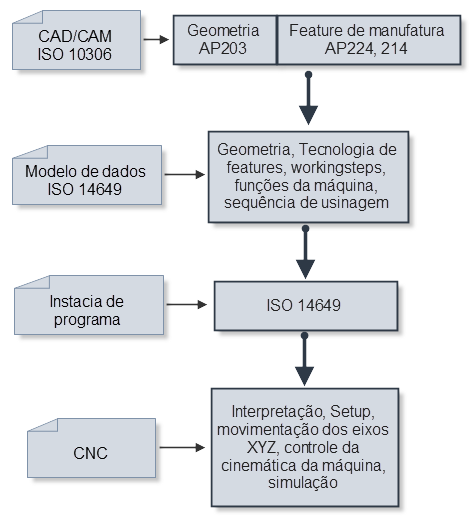 CAD/CAM
ISO 10306
Geometria
AP203
Feature de manufatura
AP224, 214
Modelo de dados
ISO 14649
Geometria, Tecnologia de
features, workingsteps,
funções da máquina,
sequência de usinagem
Instacia de
programa
ISO 14649
CNC
Interpretação, Setup,
movimentação dos eixos
XYZ, controle da
cinemática da máquina,
simulação